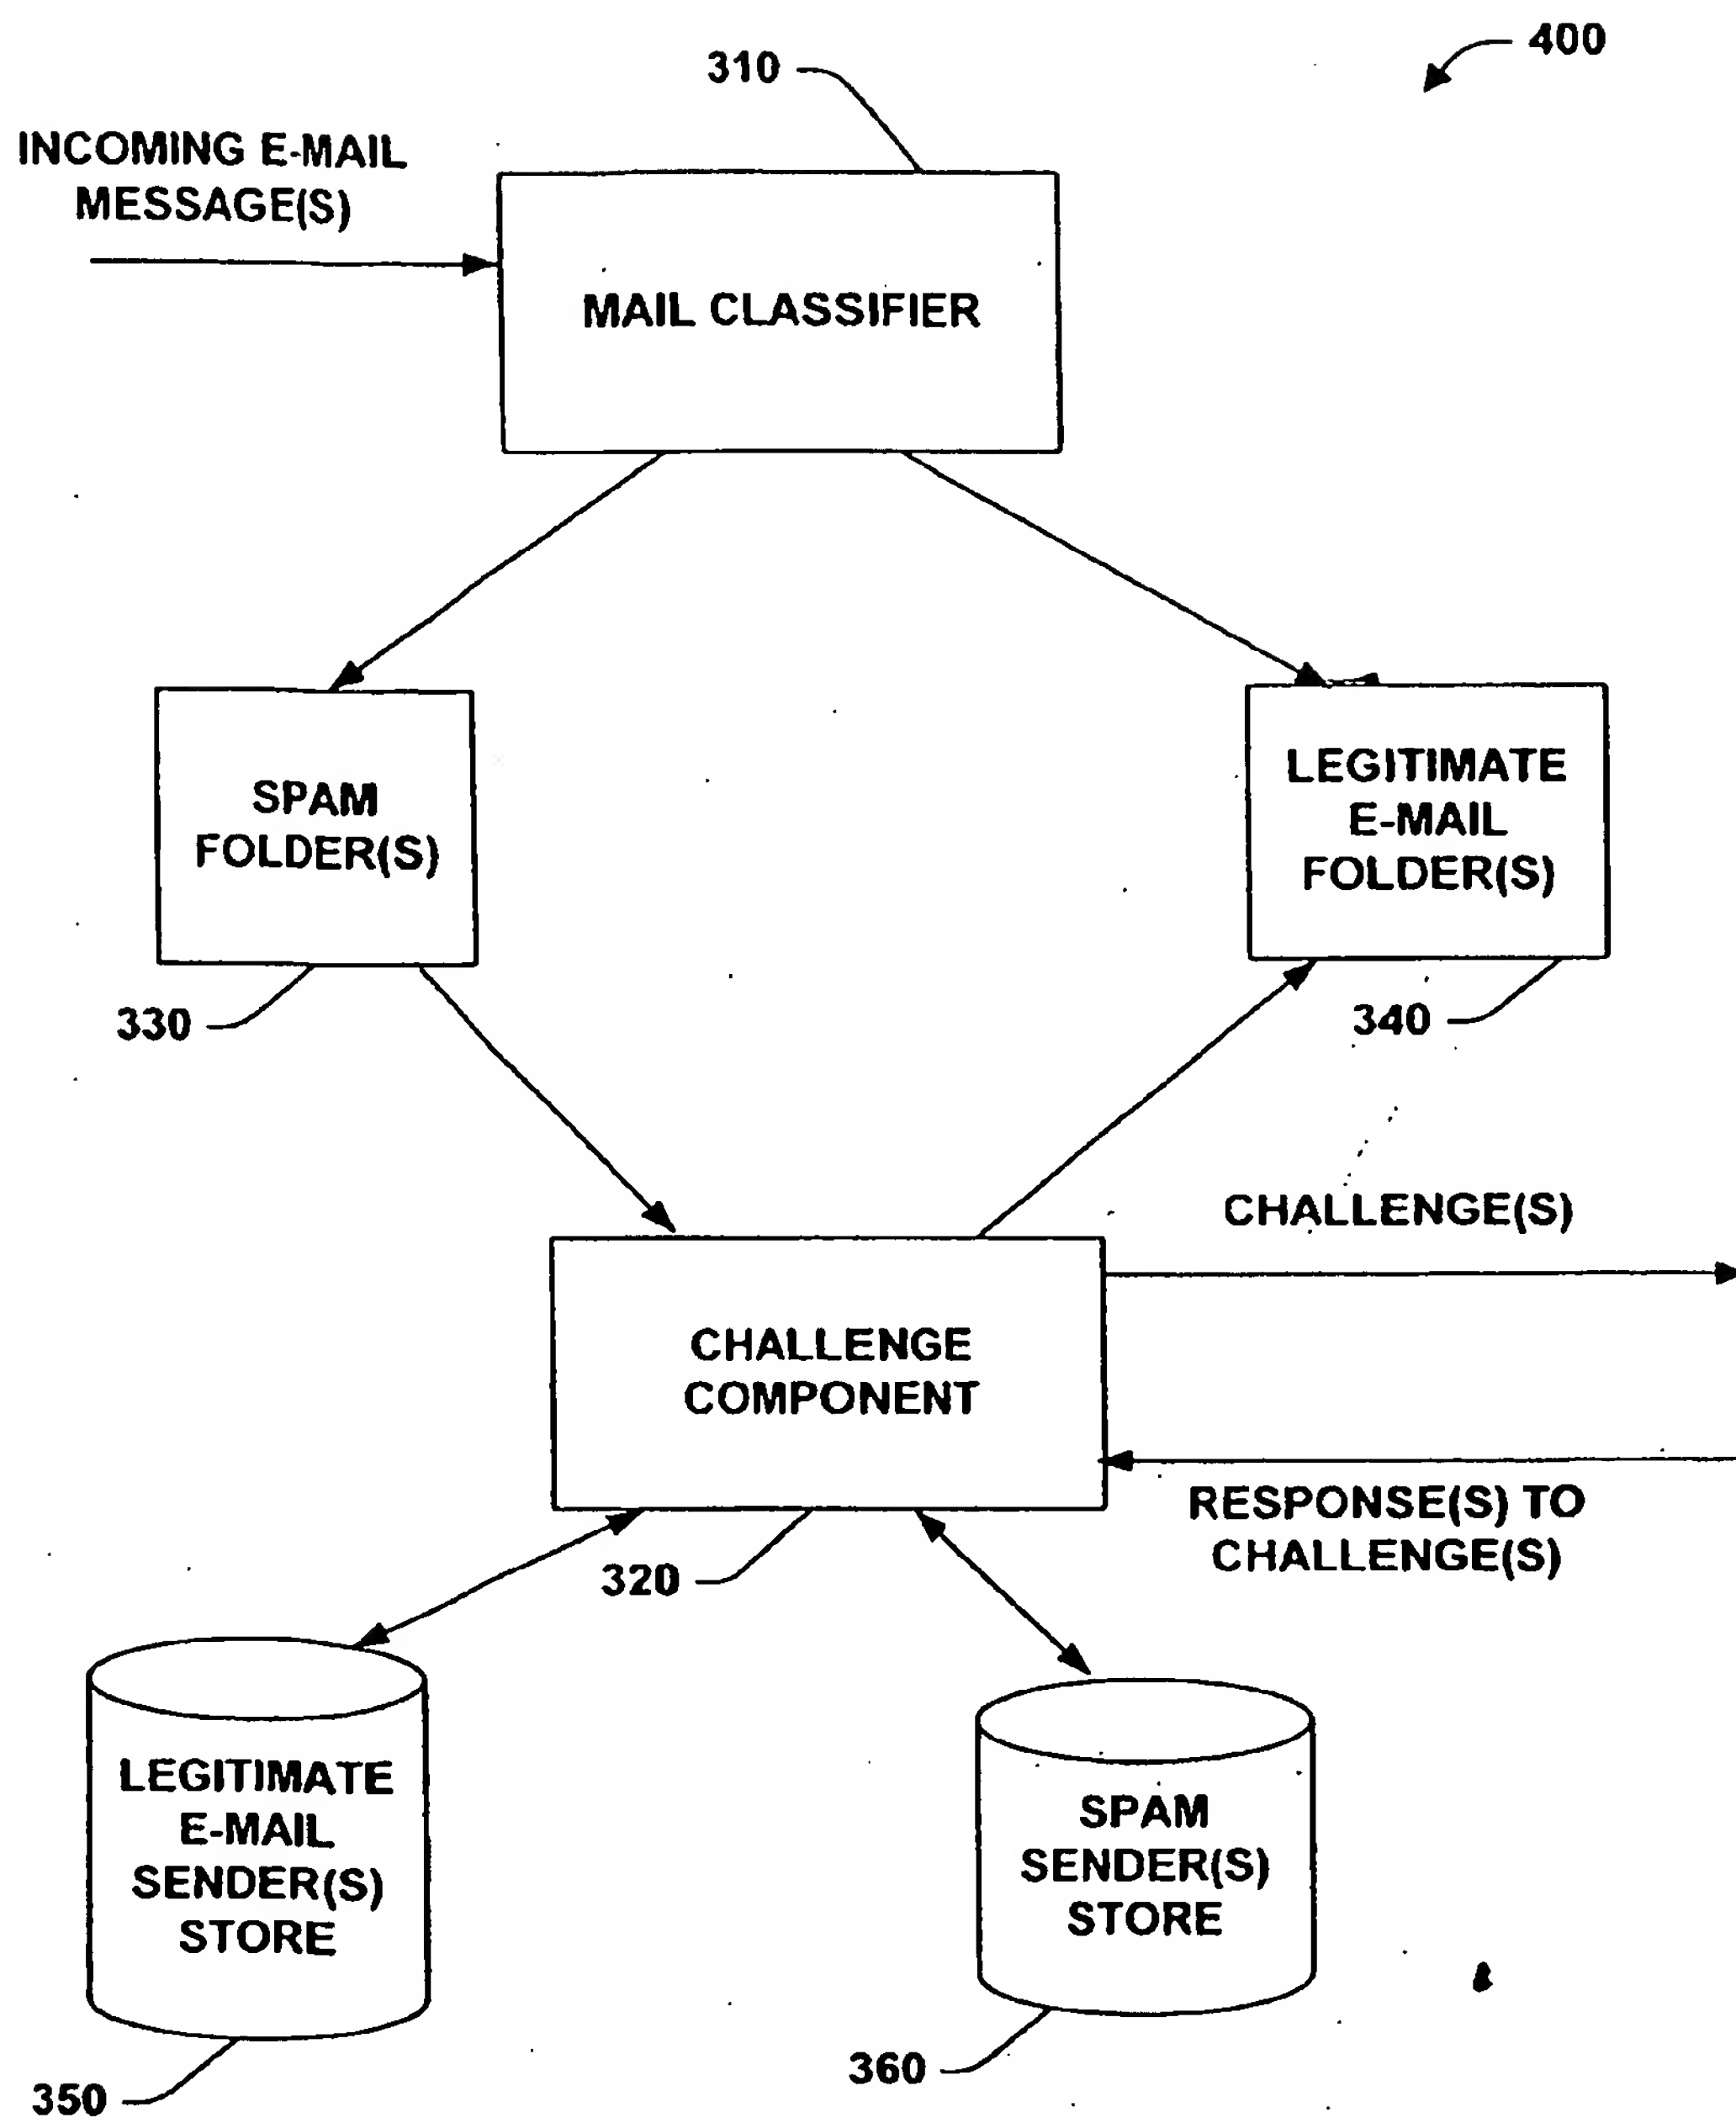 400
310
INCOMING E-MAIL
MESSAGE(S)
MAIL CLASSIFIER
SPAM
FOLDER(S)
LEGITIMATE
E-MAIL
FOLDER(S)
330
340
CHALLENGE(S)
CHALLENGE
COMPONENT
RESPONSE(S) TO
CHALLENGE(S)
320
LEGITIMATE
E-MAIL
SENDER(S)
STORE
SPAM
SENDER(S)
STORE
360
350